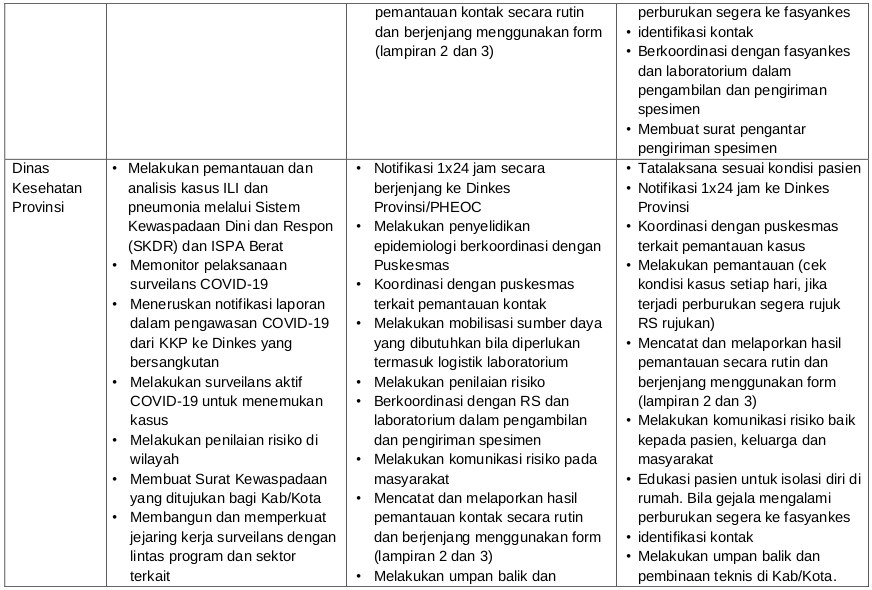 pemantauan kontak secara rutin
dan berjenjang menggunakan form
(lampiran 2 dan 3)
perburukan segera ke fasyankes
• identifikasi kontak
• Berkoordinasi dengan fasyankes
dan laboratorium dalam
pengambilan dan pengiriman
spesimen
• Membuat surat pengantar
pengiriman spesimen
Dinas
Kesehatan
Provinsi
• Melakukan pemantauan dan
analisis kasus ILI dan
pneumonia melalui Sistem
Kewaspadaan Dini dan Respon
(SKDR) dan ISPA Berat
• Memonitor pelaksanaan
surveilans COVID-19
• Meneruskan notifikasi laporan
dalam pengawasan COVID-19
dari KKP ke Dinkes yang
bersangkutan
• Melakukan surveilans aktif
COVID-19 untuk menemukan
kasus
• Melakukan penilaian risiko di
wilayah
• Membuat Surat Kewaspadaan
yang ditujukan bagi Kab/Kota
• Membangun dan memperkuat
jejaring kerja surveilans dengan
lintas program dan sektor
terkait
• Notifikasi 1x24 jam secara
berjenjang ke Dinkes
Provinsi/PHEOC
• Melakukan penyelidikan
epidemiologi berkoordinasi dengan
Puskesmas
• Koordinasi dengan puskesmas
terkait pemantauan kontak
• Melakukan mobilisasi sumber daya
yang dibutuhkan bila diperlukan
termasuk logistik laboratorium
• Melakukan penilaian risiko
• Berkoordinasi dengan RS dan
laboratorium dalam pengambilan
dan pengiriman spesimen
• Melakukan komunikasi risiko pada
masyarakat
• Mencatat dan melaporkan hasil
pemantauan kontak secara rutin
dan berjenjang menggunakan form
(lampiran 2 dan 3)
• Melakukan umpan balik dan
• Tatalaksana sesuai kondisi pasien
• Notifikasi 1x24 jam ke Dinkes
Provinsi
• Koordinasi dengan puskesmas
terkait pemantauan kasus
• Melakukan pemantauan (cek
kondisi kasus setiap hari, jika
terjadi perburukan segera rujuk
RS rujukan)
• Mencatat dan melaporkan hasil
pemantauan secara rutin dan
berjenjang menggunakan form
(lampiran 2 dan 3)
• Melakukan komunikasi risiko baik
kepada pasien, keluarga dan
masyarakat
• Edukasi pasien untuk isolasi diri di
rumah. Bila gejala mengalami
perburukan segera ke fasyankes
• identifikasi kontak
• Melakukan umpan balik dan
pembinaan teknis di Kab/Kota.